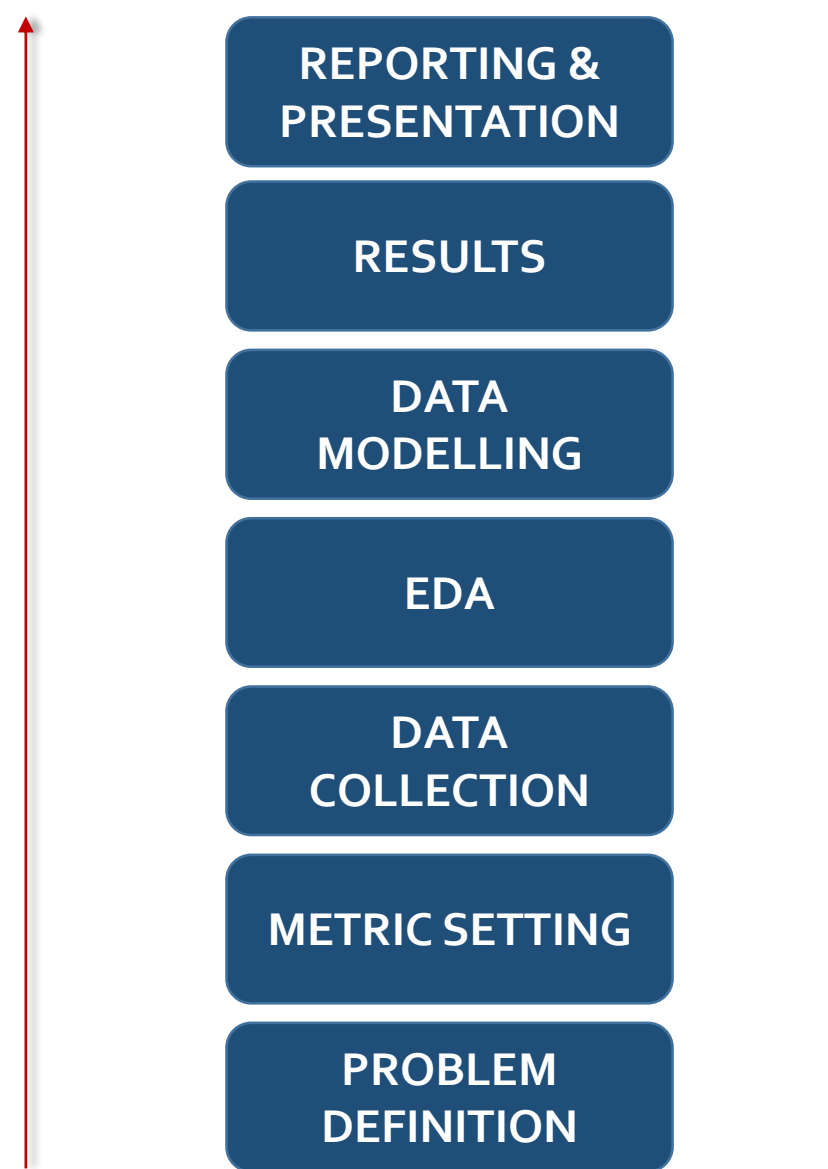 REPORTING &
PRESENTATION
RESULTS
DATA
MODELLING
EDA
DATA
COLLECTION
METRIC SETTING
PROBLEM
DEFINITION